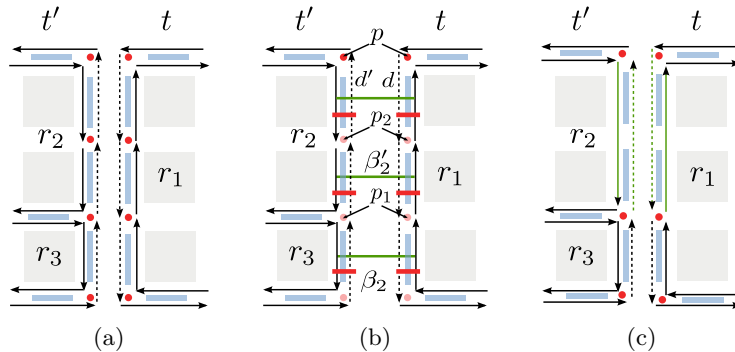 t′ t
r₂
r₁
r₃
(a)
t′ p t
d′ d
p₂
r₂
β′₂
r₁
p₁
r₃
β₂
(b)
t′ t
r₂
r₁
r₃
(c)